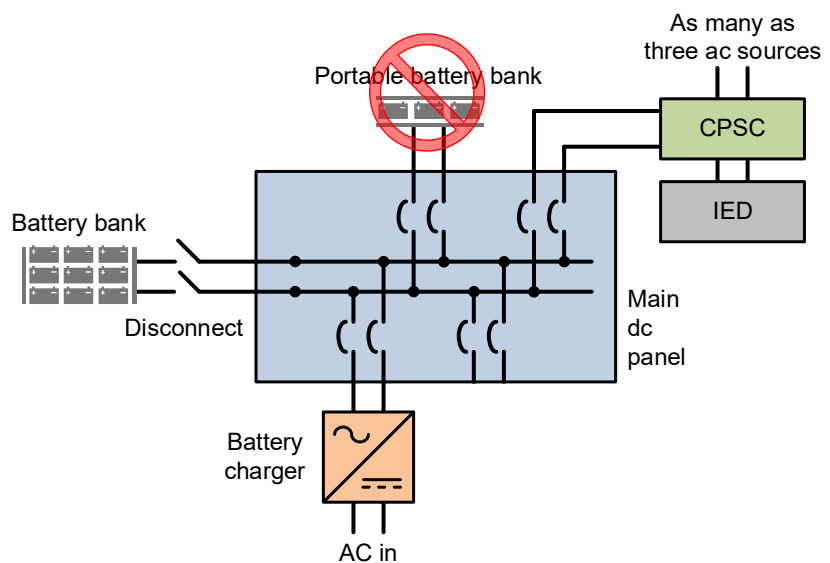 As many as
three ac sources
Portable battery bank
CPSC
IED
Battery bank
Disconnect
Main
dc
panel
Battery
charger
AC in